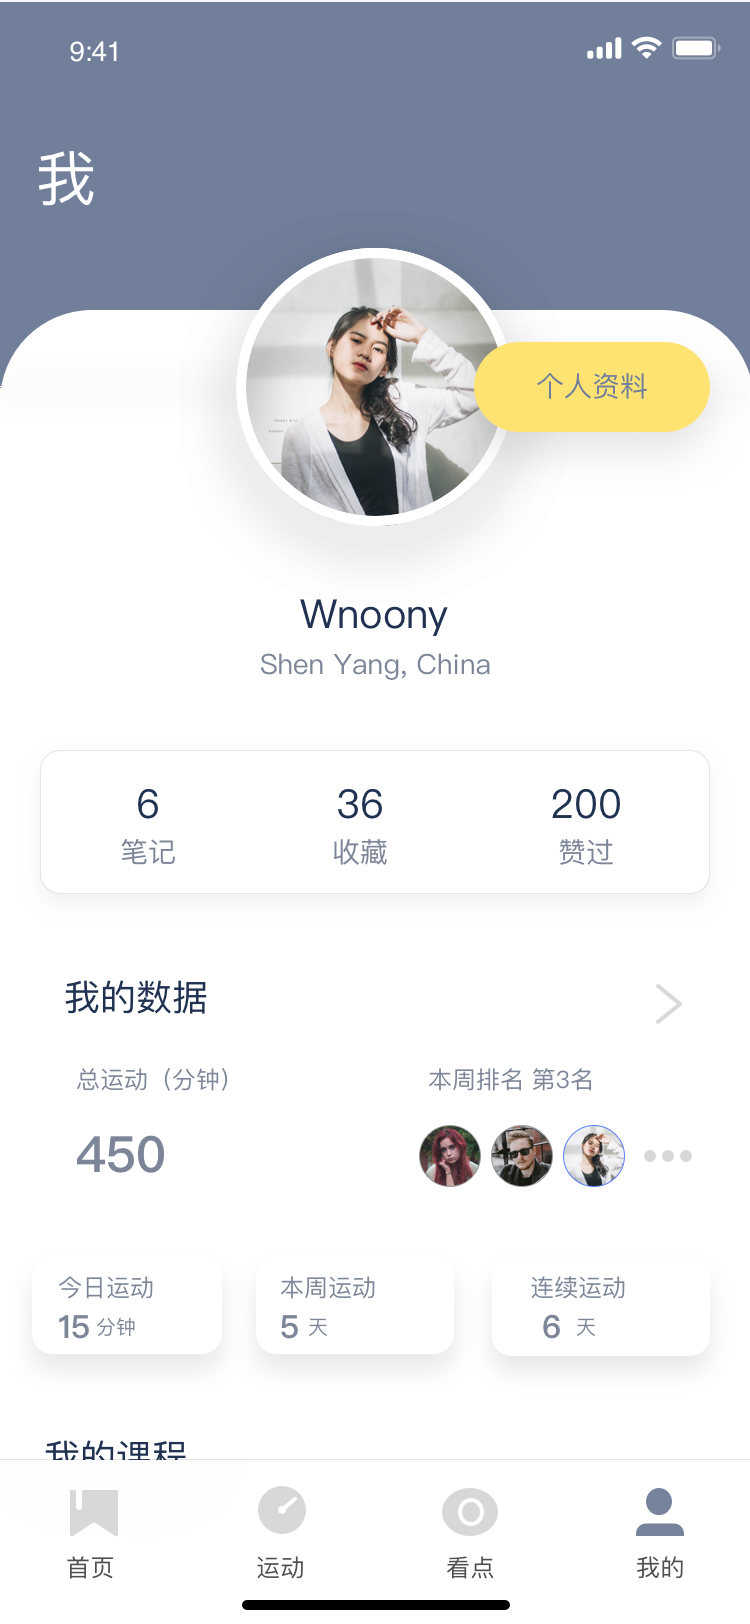 9:41
我
个人资料
Wnoony
Shen Yang, China
6 36 200
笔记 收藏 赞过
我的数据
总运动（分钟） 本周排名 第3名
450
今日运动 本周运动 连续运动
15 分钟 5 天 6 天
我的课程
首页 运动 看点 我的